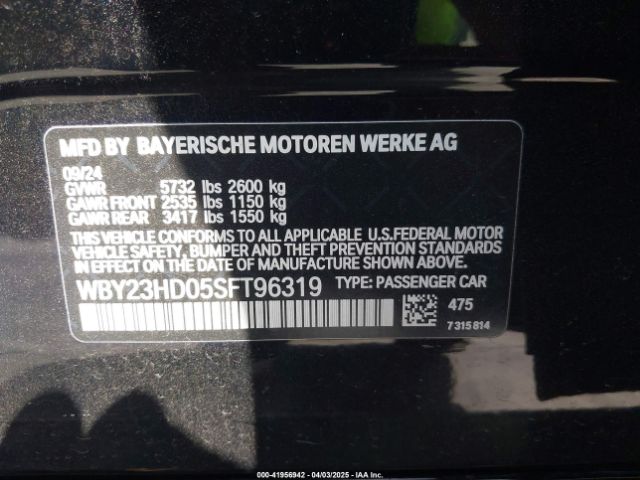 MFD BY BAYERISCHE MOTOREN WERKE AG
09/24
GVWR 5732 lbs 2600 kg
GAWR FRONT 2535 lbs 1150 kg
GAWR REAR 3417 lbs 1550 kg
THIS VEHICLE CONFORMS TO ALL APPLICABLE U.S.FEDERAL MOTOR
VEHICLE SAFETY, BUMPER AND THEFT PREVENTION STANDARDS
IN EFFECT ON THE DATE OF MANUFACTURE SHOWN ABOVE.
WBY23HD05SFT96319 TYPE: PASSENGER CAR
475
7315814
000-41956942 04/03/2025 IAA Inc.